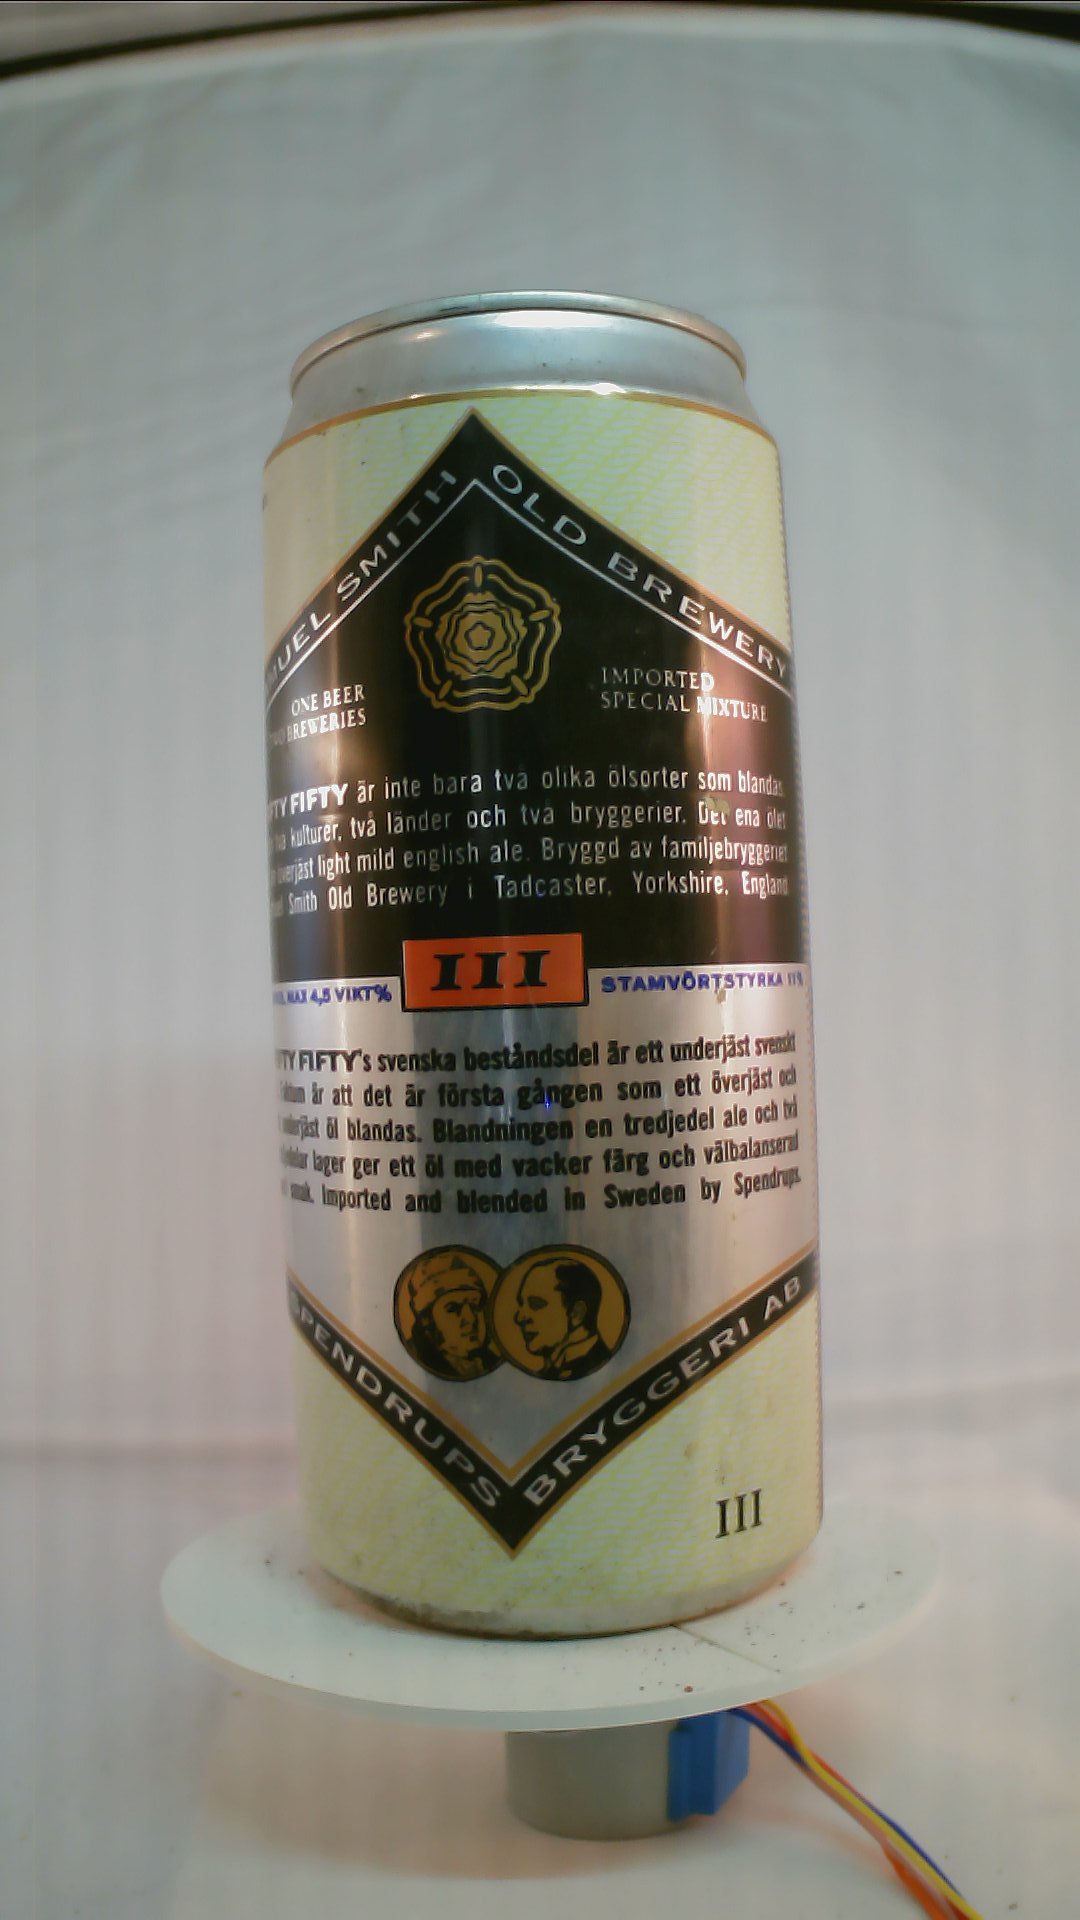 SMITH OLD BREWERY
ONE BEER
BREWERIES
IMPORTED
SPECIAL MIXTURE
FIFTY är inte bara två olika ölsorter som blandas
kulturer, två länder och två bryggerier. Det ena ölet
light mild english ale. Bryggd av familjebryggeriet
Smith Old Brewery i Tadcaster, Yorkshire, England
III
MAX 4,5 VIKT%
STAMVÖRTSTYRKA 11%
FIFTY's svenska beståndsdel är ett underjäst svenskt
är att det är första gången som ett överjäst och
underjäst öl blandas. Blandningen en tredjedel ale och två
lager ger ett öl med vacker färg och välbalanserad
smak. Imported and blended in Sweden by Spendrups.
SPENDRUPS BRYGGERI AB
III